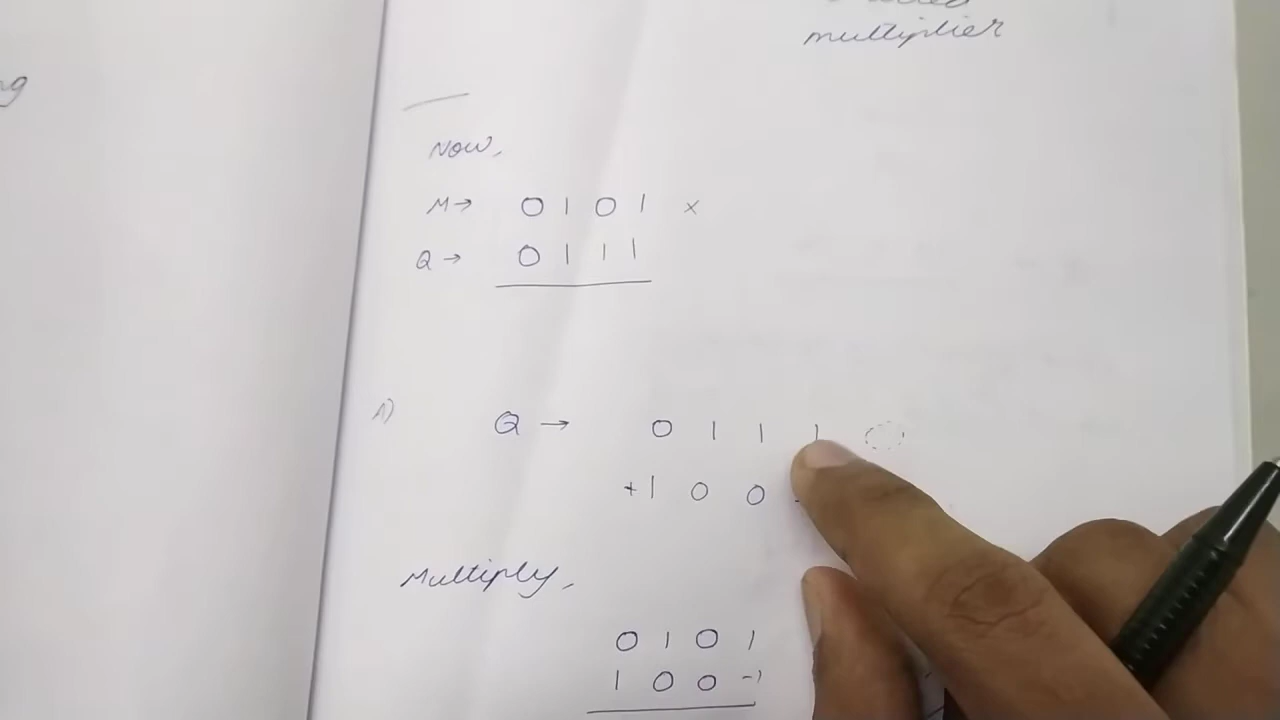 ng
multiplier
Now,
M→ 0 1 0 1 ×
Q→ 0 1 1 1
1) Q → 0 1 1 1
+1 0 0
Multiply,
0 1 0 1
1 0 0 -1